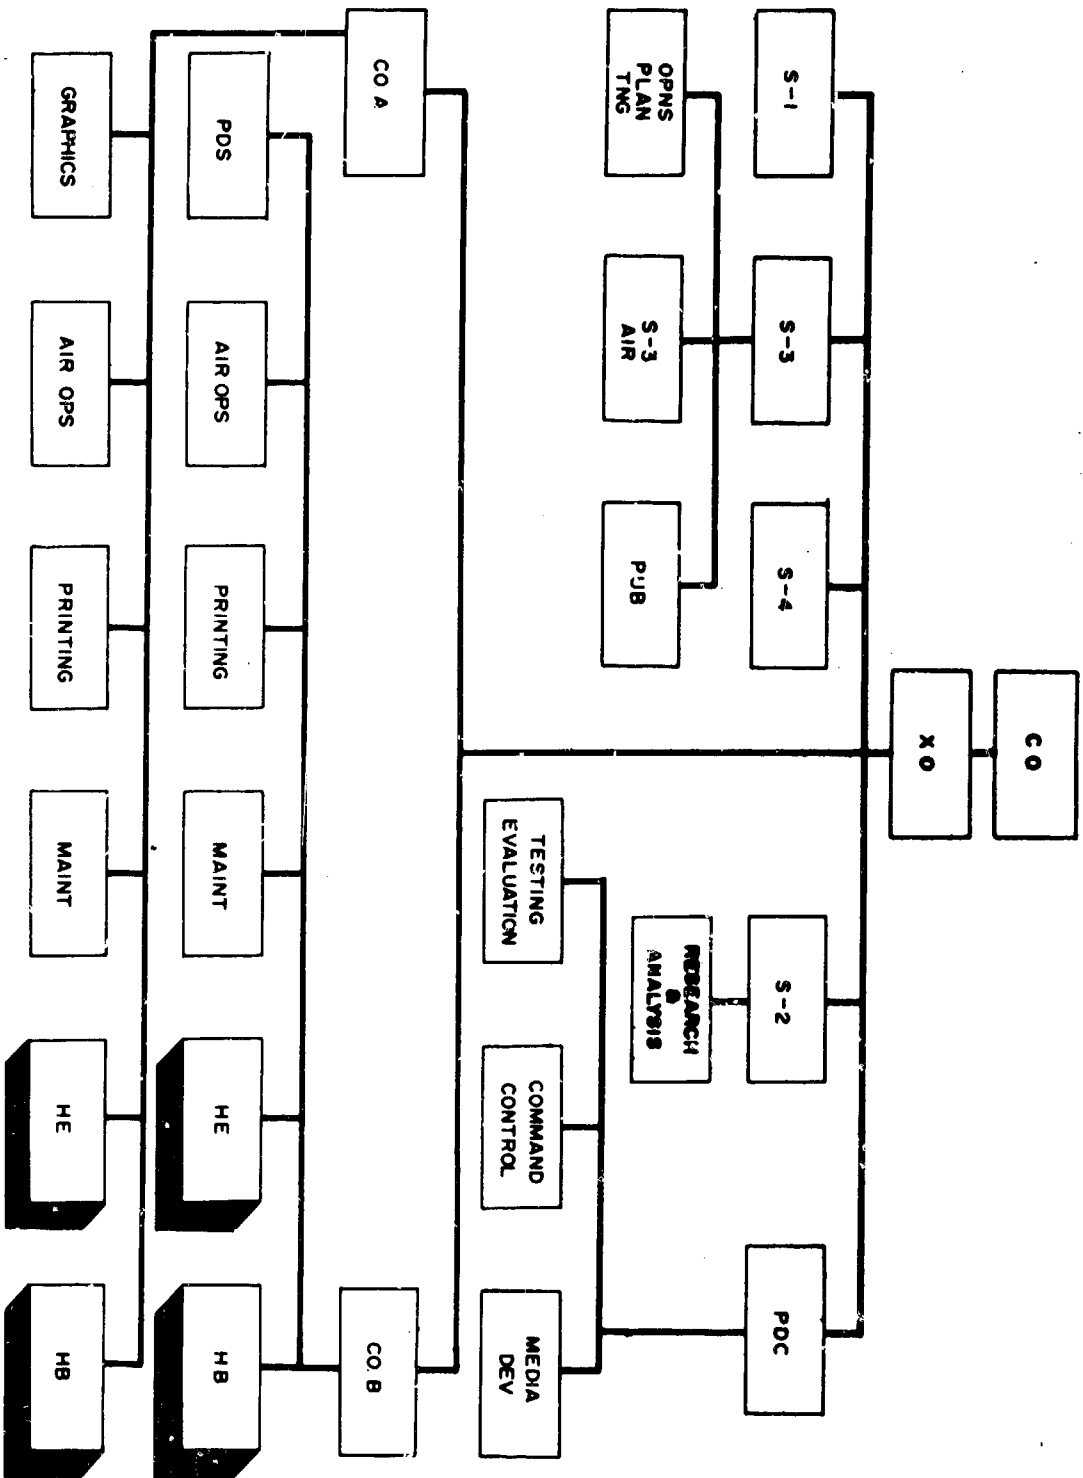 CO
XO
S-1
S-3
S-4
S-2
PDC
OPNS
PLAN
TNG
S-3
AIR
PUB
RESEARCH
&
ANALYSIS
TESTING
EVALUATION
COMMAND
CONTROL
MEDIA
DEV
CO A
CO. B
PDS
AIR OPS
PRINTING
MAINT
HE
HB
GRAPHICS
AIR OPS
PRINTING
MAINT
HE
HB